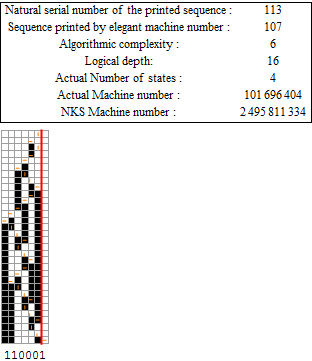 Natural serial number of the printed sequence : 113
Sequence printed by elegant machine number : 107
Algorithmic complexity : 6
Logical depth: 16
Actual Number of states : 4
Actual Machine number : 101 696 404
NKS Machine number : 2 495 811 334
110001